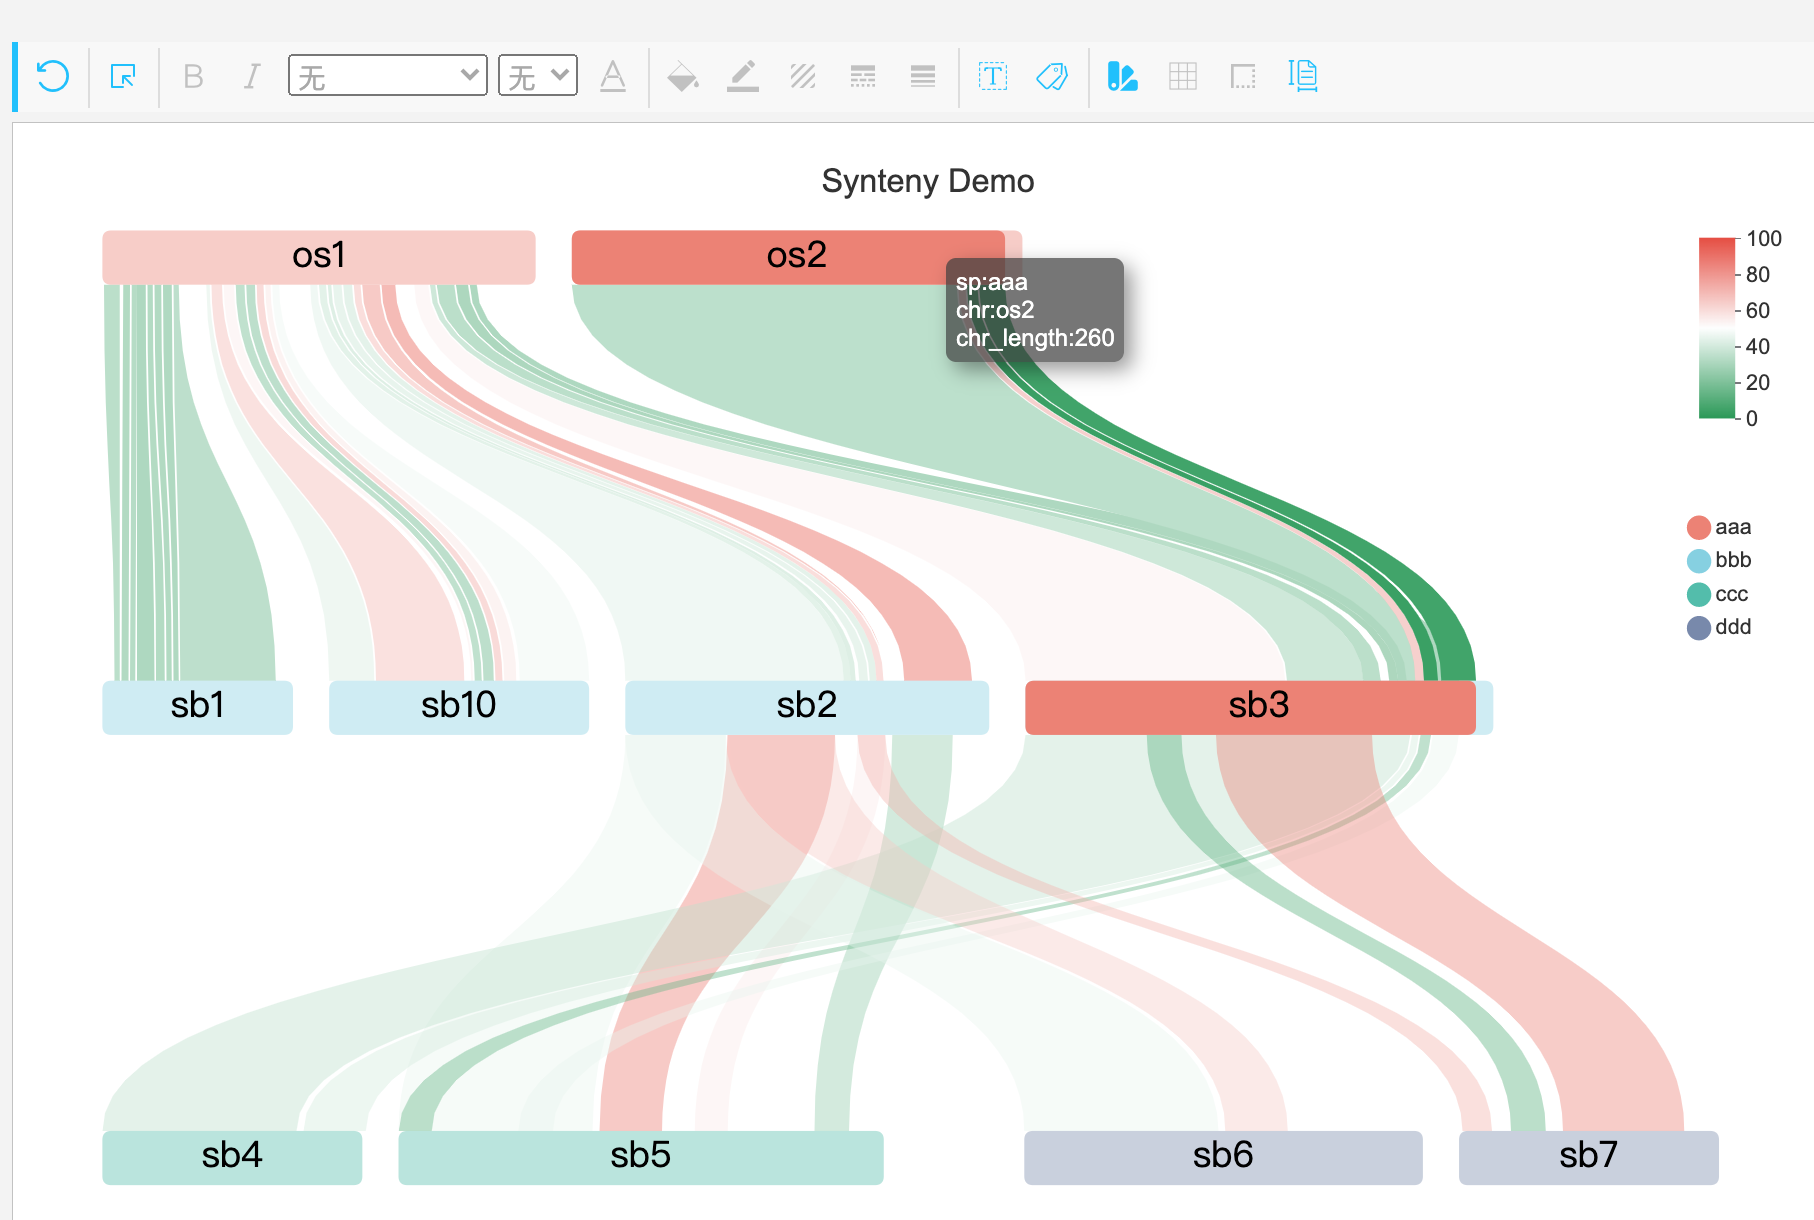 B I 无 无 A T
Synteny Demo
os1 os2
sp:aaa
chr:os2
chr_length:260
100
80
60
40
20
0
aaa
bbb
ccc
ddd
sb1 sb10 sb2 sb3
sb4 sb5 sb6 sb7